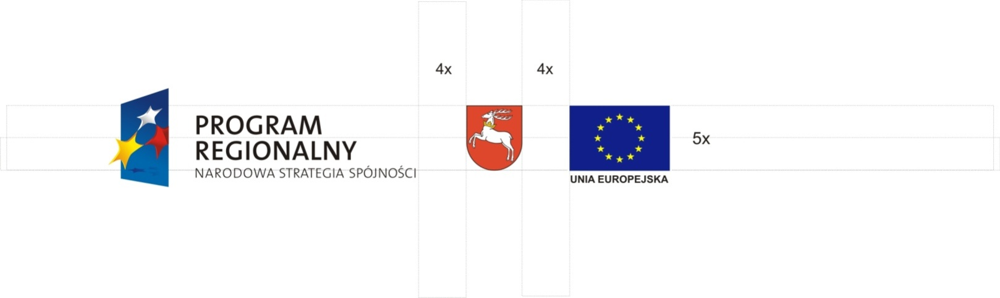 4x
4x
PROGRAM
REGIONALNY
NARODOWA STRATEGIA SPÓJNOŚCI
5x
UNIA EUROPEJSKA